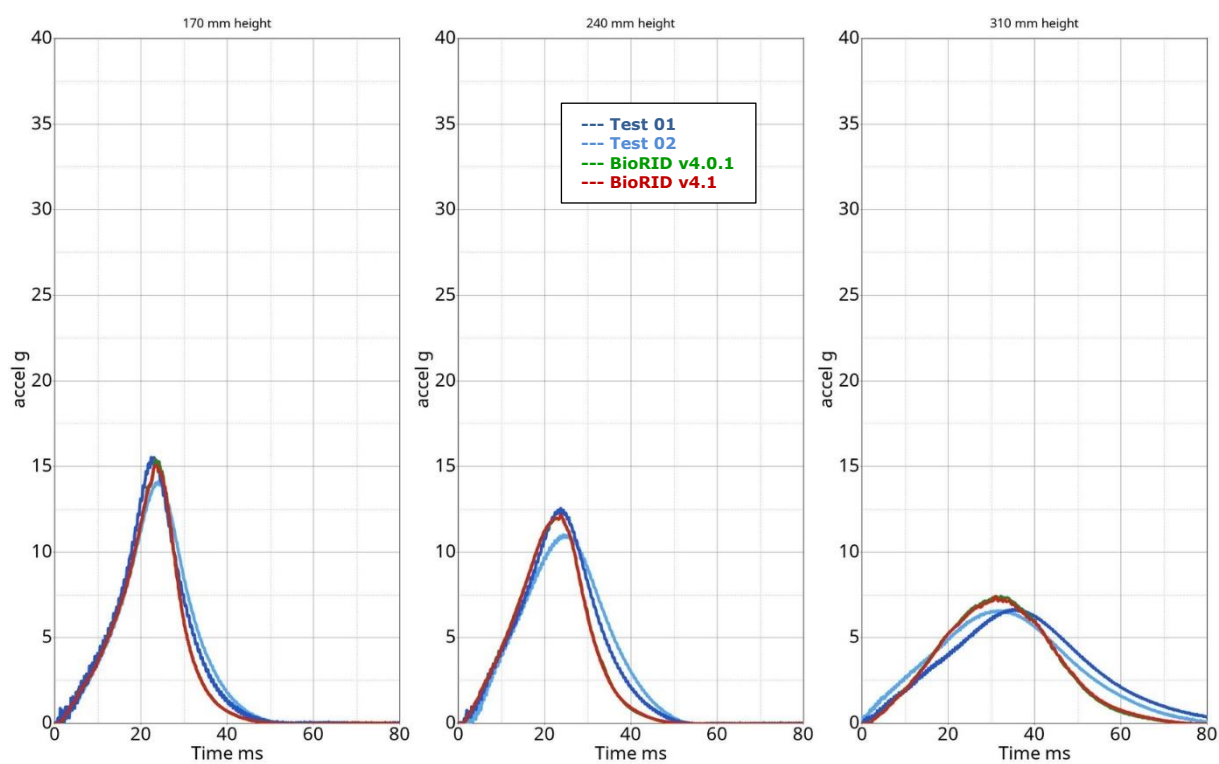 170 mm height
40
35
30
25
20
15
10
5
0
accel g
0 20 40 60 80
Time ms
240 mm height
40
35
30
25
20
15
10
5
0
accel g
0 20 40 60 80
Time ms
--- Test 01
--- Test 02
--- BioRID v4.0.1
--- BioRID v4.1
310 mm height
40
35
30
25
20
15
10
5
0
accel g
0 20 40 60 80
Time ms